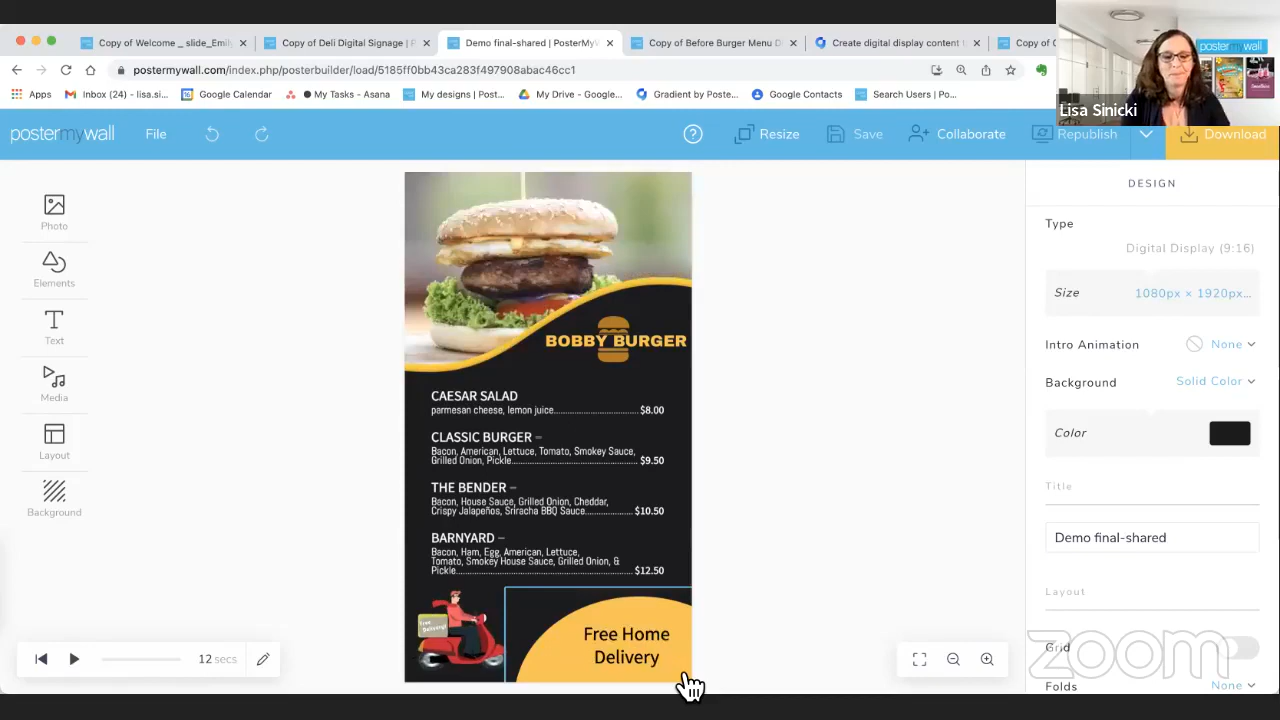 Copy of Welcome _ slide_Emily
Copy of Deli Digital Signage | P
Demo final-shared | PosterMyW
Copy of Before Burger Menu D
Create digital display content f
Copy of
postermywall.com/index.php/posterbuilder/load/5185ff0bb43ca283f497908abac46cc1
Apps
Inbox (24) - lisa.si...
Google Calendar
My Tasks - Asana
My designs | Post...
My Drive – Google...
Gradient by Poste...
Google Contacts
Search Users | Po...
postermywall
Lisa Sinicki
postermywall
File
?
Resize
Save
Collaborate
Republish
Download
Photo
Elements
Text
Media
Layout
Background
BOBBY BURGER
CAESAR SALAD
parmesan cheese, lemon juice.................................$8.00
CLASSIC BURGER –
Bacon, American, Lettuce, Tomato, Smokey Sauce,
Grilled Onion, Pickle.................................................$9.50
THE BENDER –
Bacon, House Sauce, Grilled Onion, Cheddar,
Crispy Jalapeños, Sriracha BBQ Sauce...................$10.50
BARNYARD –
Bacon, Ham, Egg, American, Lettuce,
Tomato, Smokey House Sauce, Grilled Onion, &
Pickle......................................................................$12.50
Free
Delivery!
Free Home
Delivery
12 secs
DESIGN
Type
Digital Display (9:16)
Size
1080px × 1920px...
Intro Animation
None
Background
Solid Color
Color
Title
Demo final-shared
Layout
Grid
Folds
None
zoom